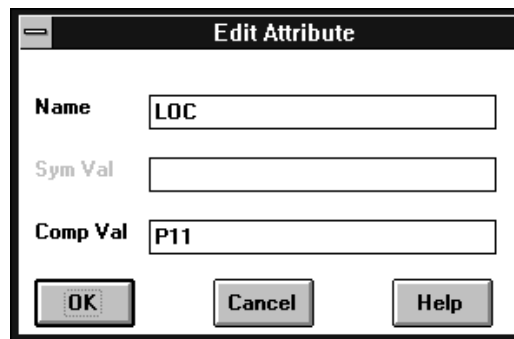 Edit Attribute
Name LOC
Sym Val
Comp Val P11
OK Cancel Help